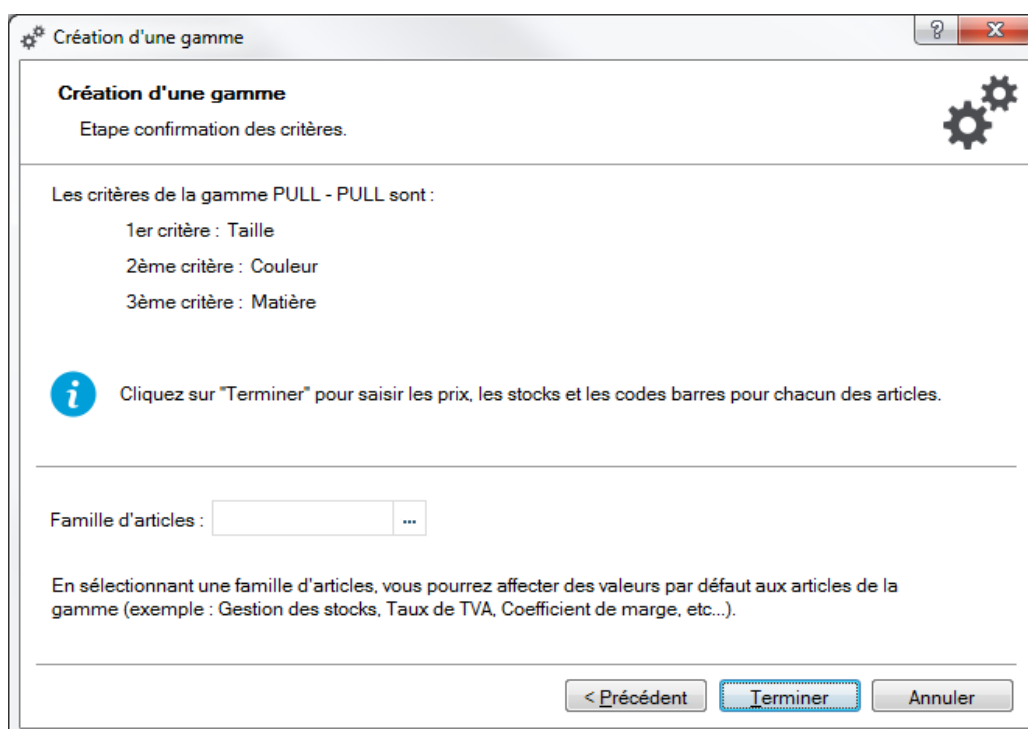 Création d'une gamme
Création d'une gamme
Etape confirmation des critères.
Les critères de la gamme PULL - PULL sont :
1er critère : Taille
2ème critère : Couleur
3ème critère : Matière
Cliquez sur "Terminer" pour saisir les prix, les stocks et les codes barres pour chacun des articles.
Famille d'articles :
...
En sélectionnant une famille d'articles, vous pourrez affecter des valeurs par défaut aux articles de la
gamme (exemple : Gestion des stocks, Taux de TVA, Coefficient de marge, etc...).
< Précédent
Terminer
Annuler